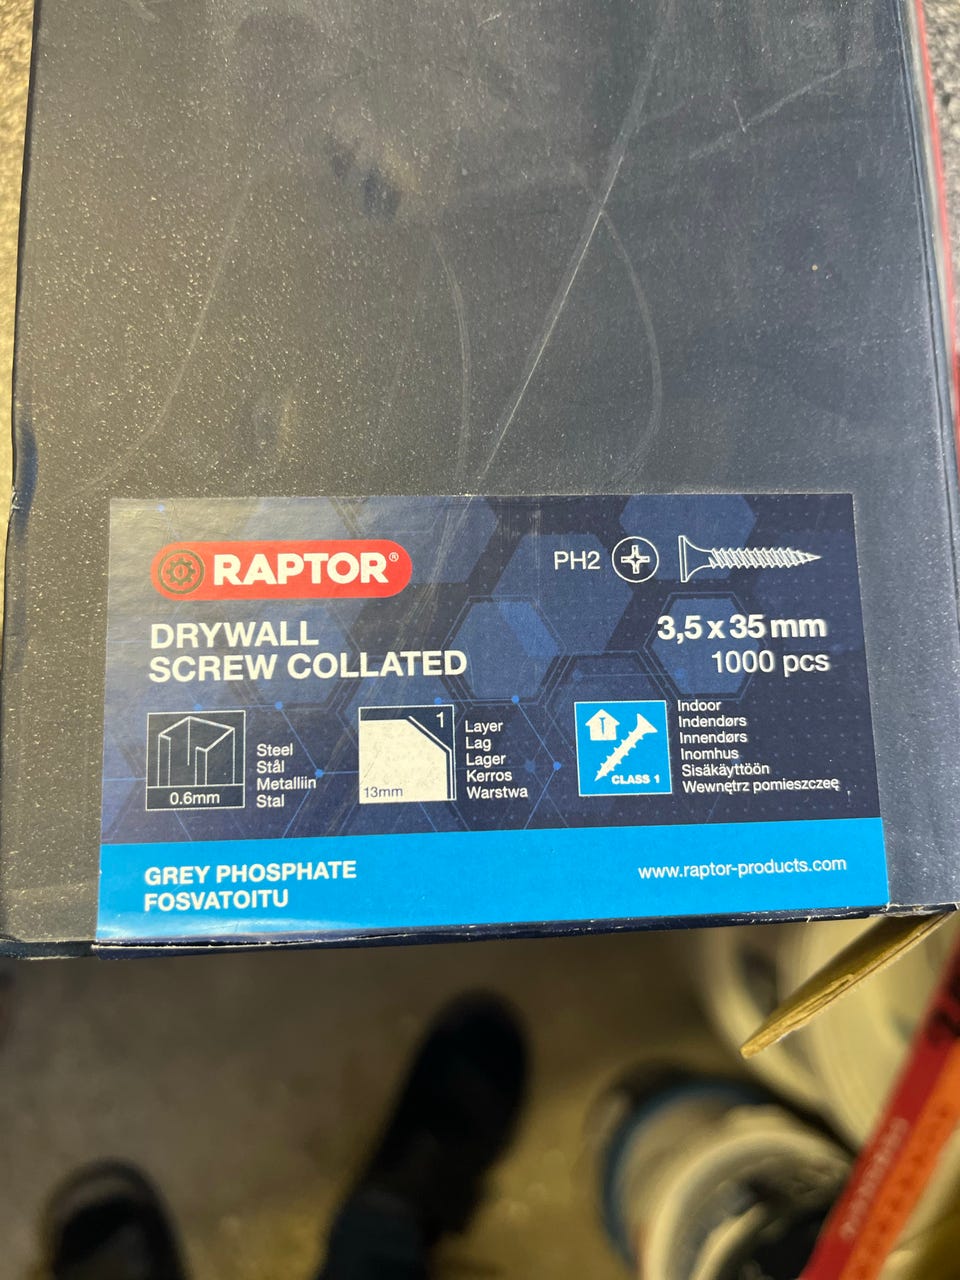 RAPTOR®
PH2
DRYWALL
SCREW COLLATED
3,5 x 35 mm
1000 pcs
0.6mm
Steel
Stål
Metalliin
Stal
1
13mm
Layer
Lag
Lager
Kerros
Warstwa
CLASS 1
Indoor
Indendørs
Innendørs
Inomhus
Sisäkäyttöön
Wewnętrz pomieszczeę
GREY PHOSPHATE
FOSVATOITU
www.raptor-products.com